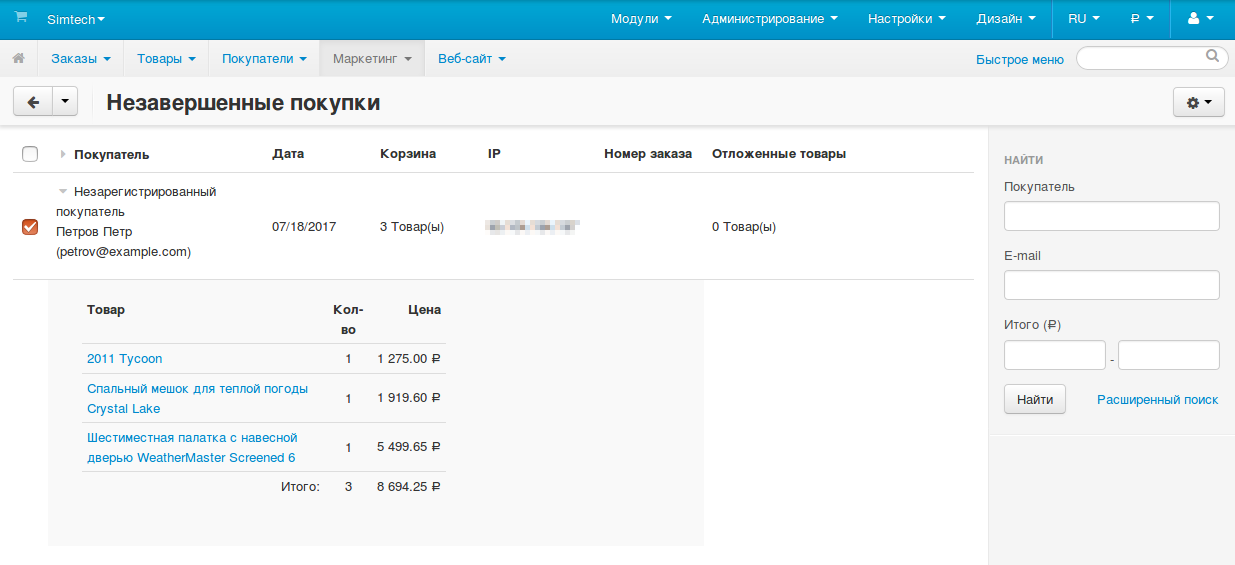 Simtech
Модули Администрирование Настройки Дизайн RU ₽
Заказы Товары Покупатели Маркетинг Веб-сайт Быстрое меню
Незавершенные покупки
Покупатель Дата Корзина IP Номер заказа Отложенные товары
Незарегистрированный
покупатель
Петров Петр
(petrov@example.com)
07/18/2017 3 Товар(ы) 0 Товар(ы)
Товар Кол-
во
Цена
2011 Tycoon 1 1 275.00 ₽
Спальный мешок для теплой погоды
Crystal Lake
1 1 919.60 ₽
Шестиместная палатка с навесной
дверью WeatherMaster Screened 6
1 5 499.65 ₽
Итого: 3 8 694.25 ₽
НАЙТИ
Покупатель
E-mail
Итого (₽)
-
Найти Расширенный поиск